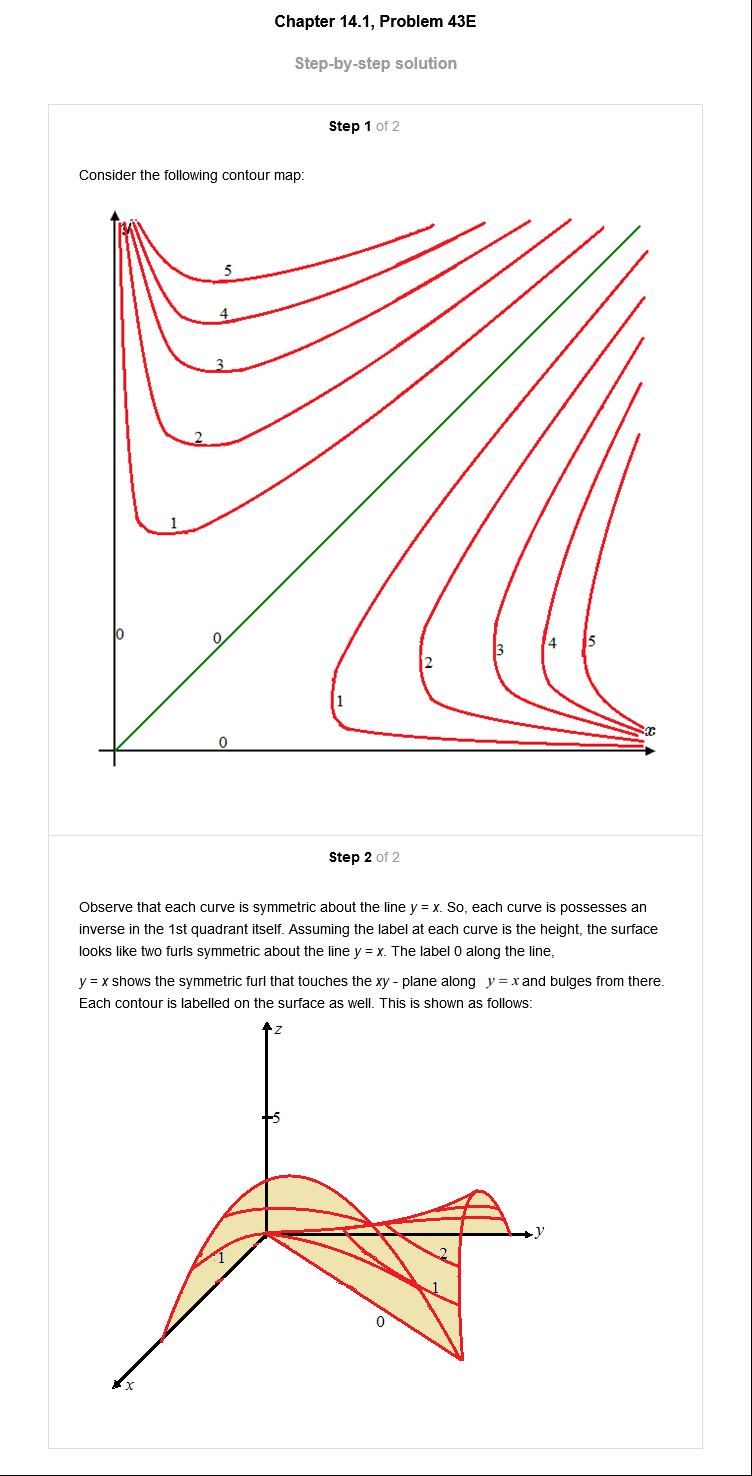 Chapter 14.1, Problem 43E
Step-by-step solution
Step 1 of 2
Consider the following contour map:
y
5
4
3
2
1
0
0
3
4
5
2
1
x
0
Step 2 of 2
Observe that each curve is symmetric about the line y = x. So, each curve is possesses an
inverse in the 1st quadrant itself. Assuming the label at each curve is the height, the surface
looks like two furls symmetric about the line y = x. The label 0 along the line,
y = x shows the symmetric furl that touches the xy - plane along y = x and bulges from there.
Each contour is labelled on the surface as well. This is shown as follows:
z
5
y
1
2
1
0
x